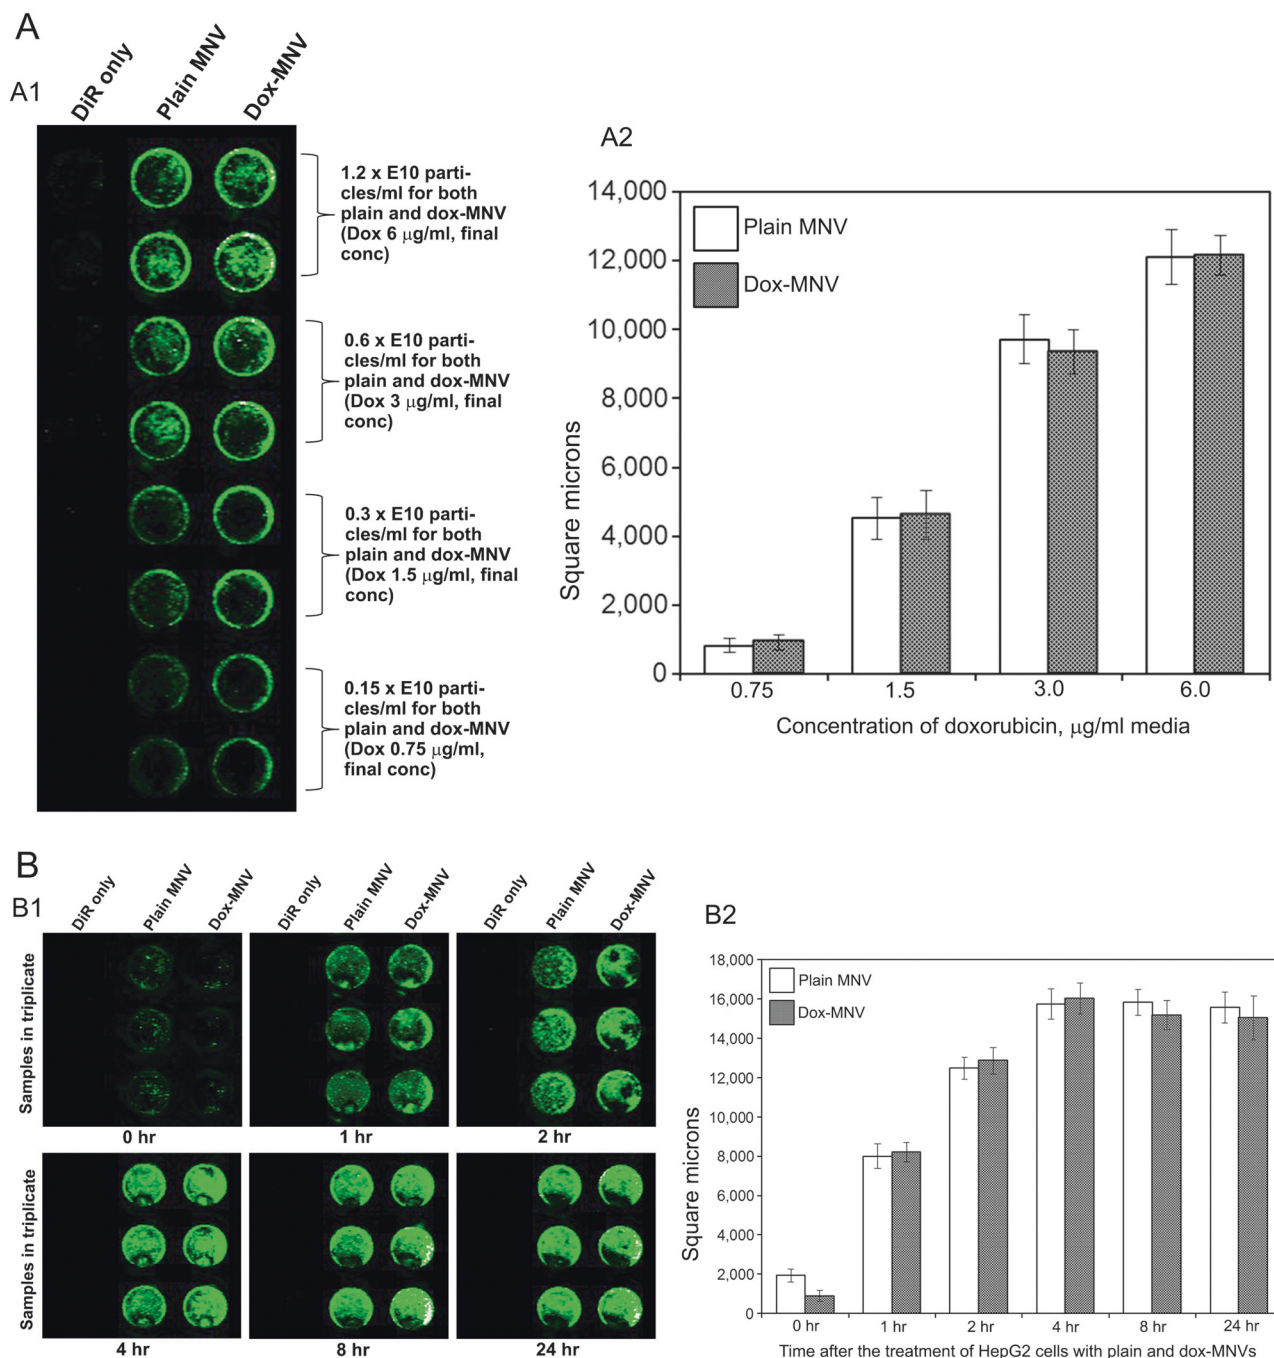 A
A1
DiR only
Plain MNV
Dox-MNV
1.2 x E10 parti-
cles/ml for both
plain and dox-MNV
(Dox 6 μg/ml, final
conc)
0.6 x E10 parti-
cles/ml for both
plain and dox-MNV
(Dox 3 μg/ml, final
conc)
0.3 x E10 parti-
cles/ml for both
plain and dox-MNV
(Dox 1.5 μg/ml, final
conc)
0.15 x E10 parti-
cles/ml for both
plain and dox-MNV
(Dox 0.75 μg/ml,
final conc)
A2
14,000
12,000
10,000
8,000
6,000
4,000
2,000
0
Square microns
Plain MNV
Dox-MNV
0.75
1.5
3.0
6.0
Concentration of doxorubicin, μg/ml media
B
B1
DiR only
Plain MNV
Dox-MNV
DiR only
Plain MNV
Dox-MNV
DiR only
Plain MNV
Dox-MNV
Samples in triplicate
0 hr
1 hr
2 hr
Samples in triplicate
4 hr
8 hr
24 hr
B2
18,000
16,000
14,000
12,000
10,000
8,000
6,000
4,000
2,000
0
Square microns
Plain MNV
Dox-MNV
0 hr
1 hr
2 hr
4 hr
8 hr
24 hr
Time after the treatment of HepG2 cells with plain and dox-MNVs